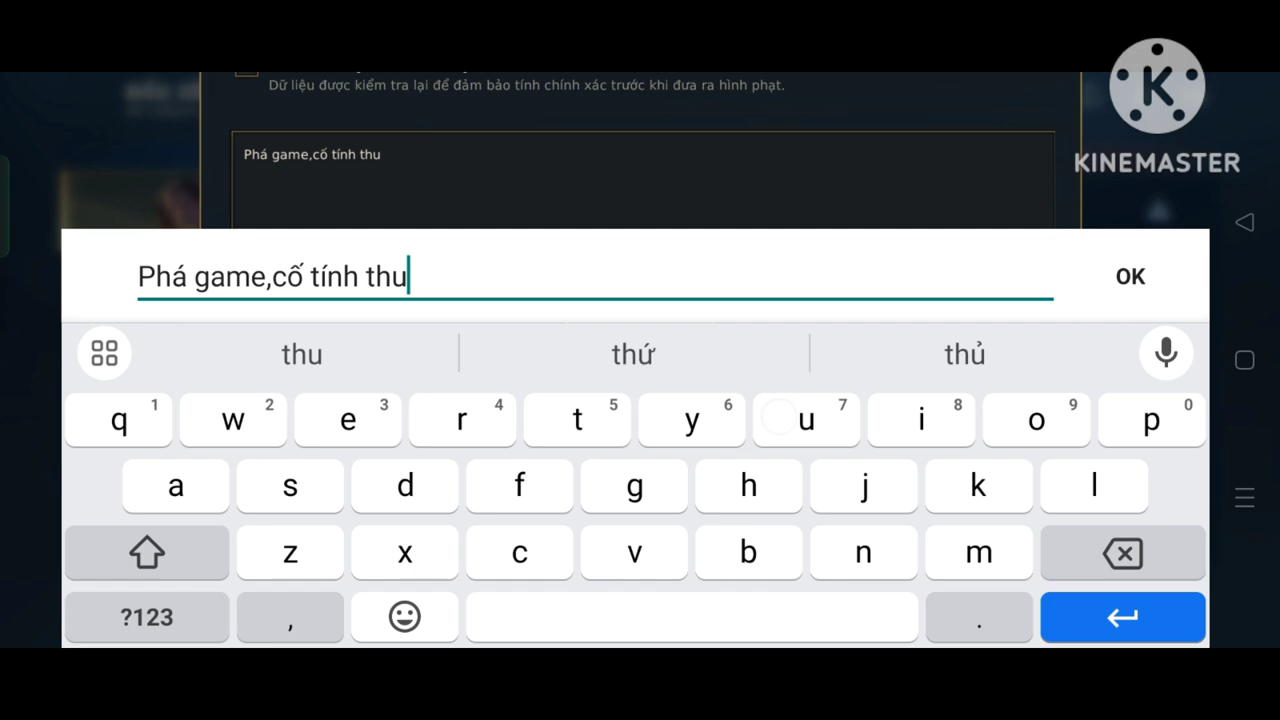 Dữ liệu được kiểm tra lại để đảm bảo tính chính xác trước khi đưa ra hình phạt.
KINEMASTER
Phá game,cố tính thu
Phá game,cố tính thu
OK
thu thứ thủ
q 1 w 2 e 3 r 4 t 5 y 6 u 7 i 8 o 9 p 0
a s d f g h j k l
z x c v b n m
?123 , .